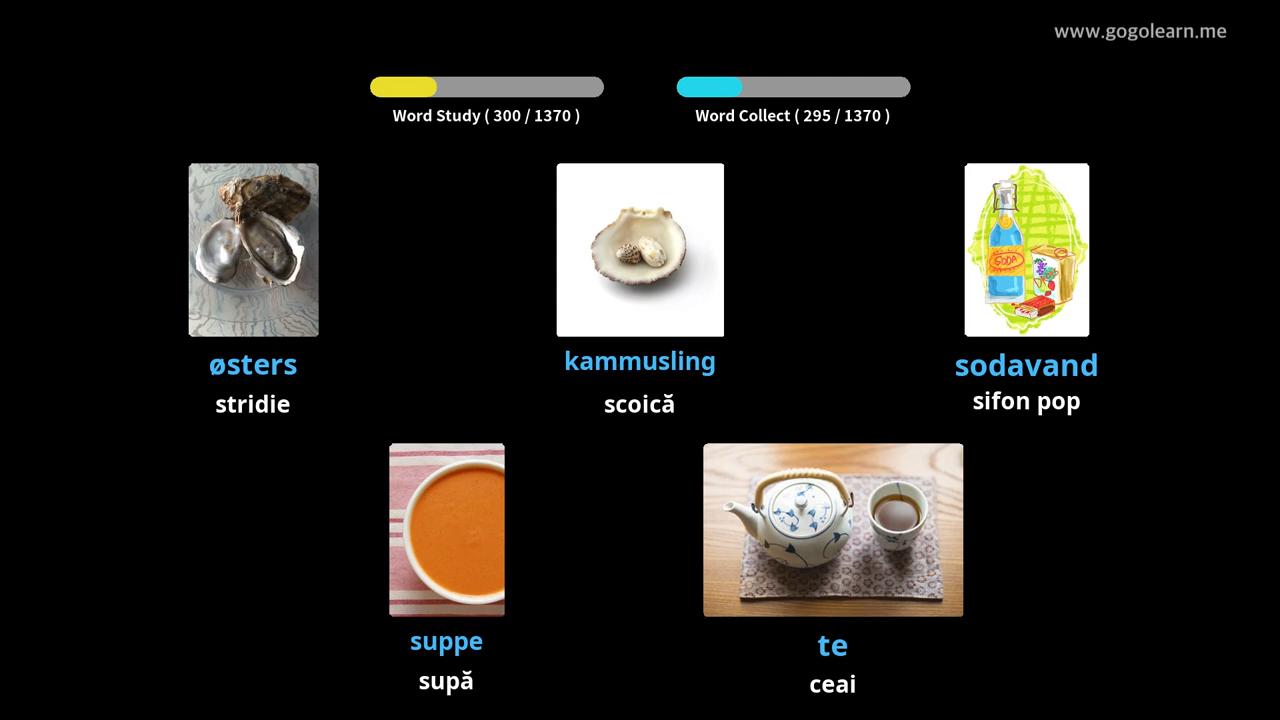 www.gogolearn.me
Word Study ( 300 / 1370 )
Word Collect ( 295 / 1370 )
SODA
østers
kammusling
sodavand
stridie
scoică
sifon pop
suppe
te
supă
ceai